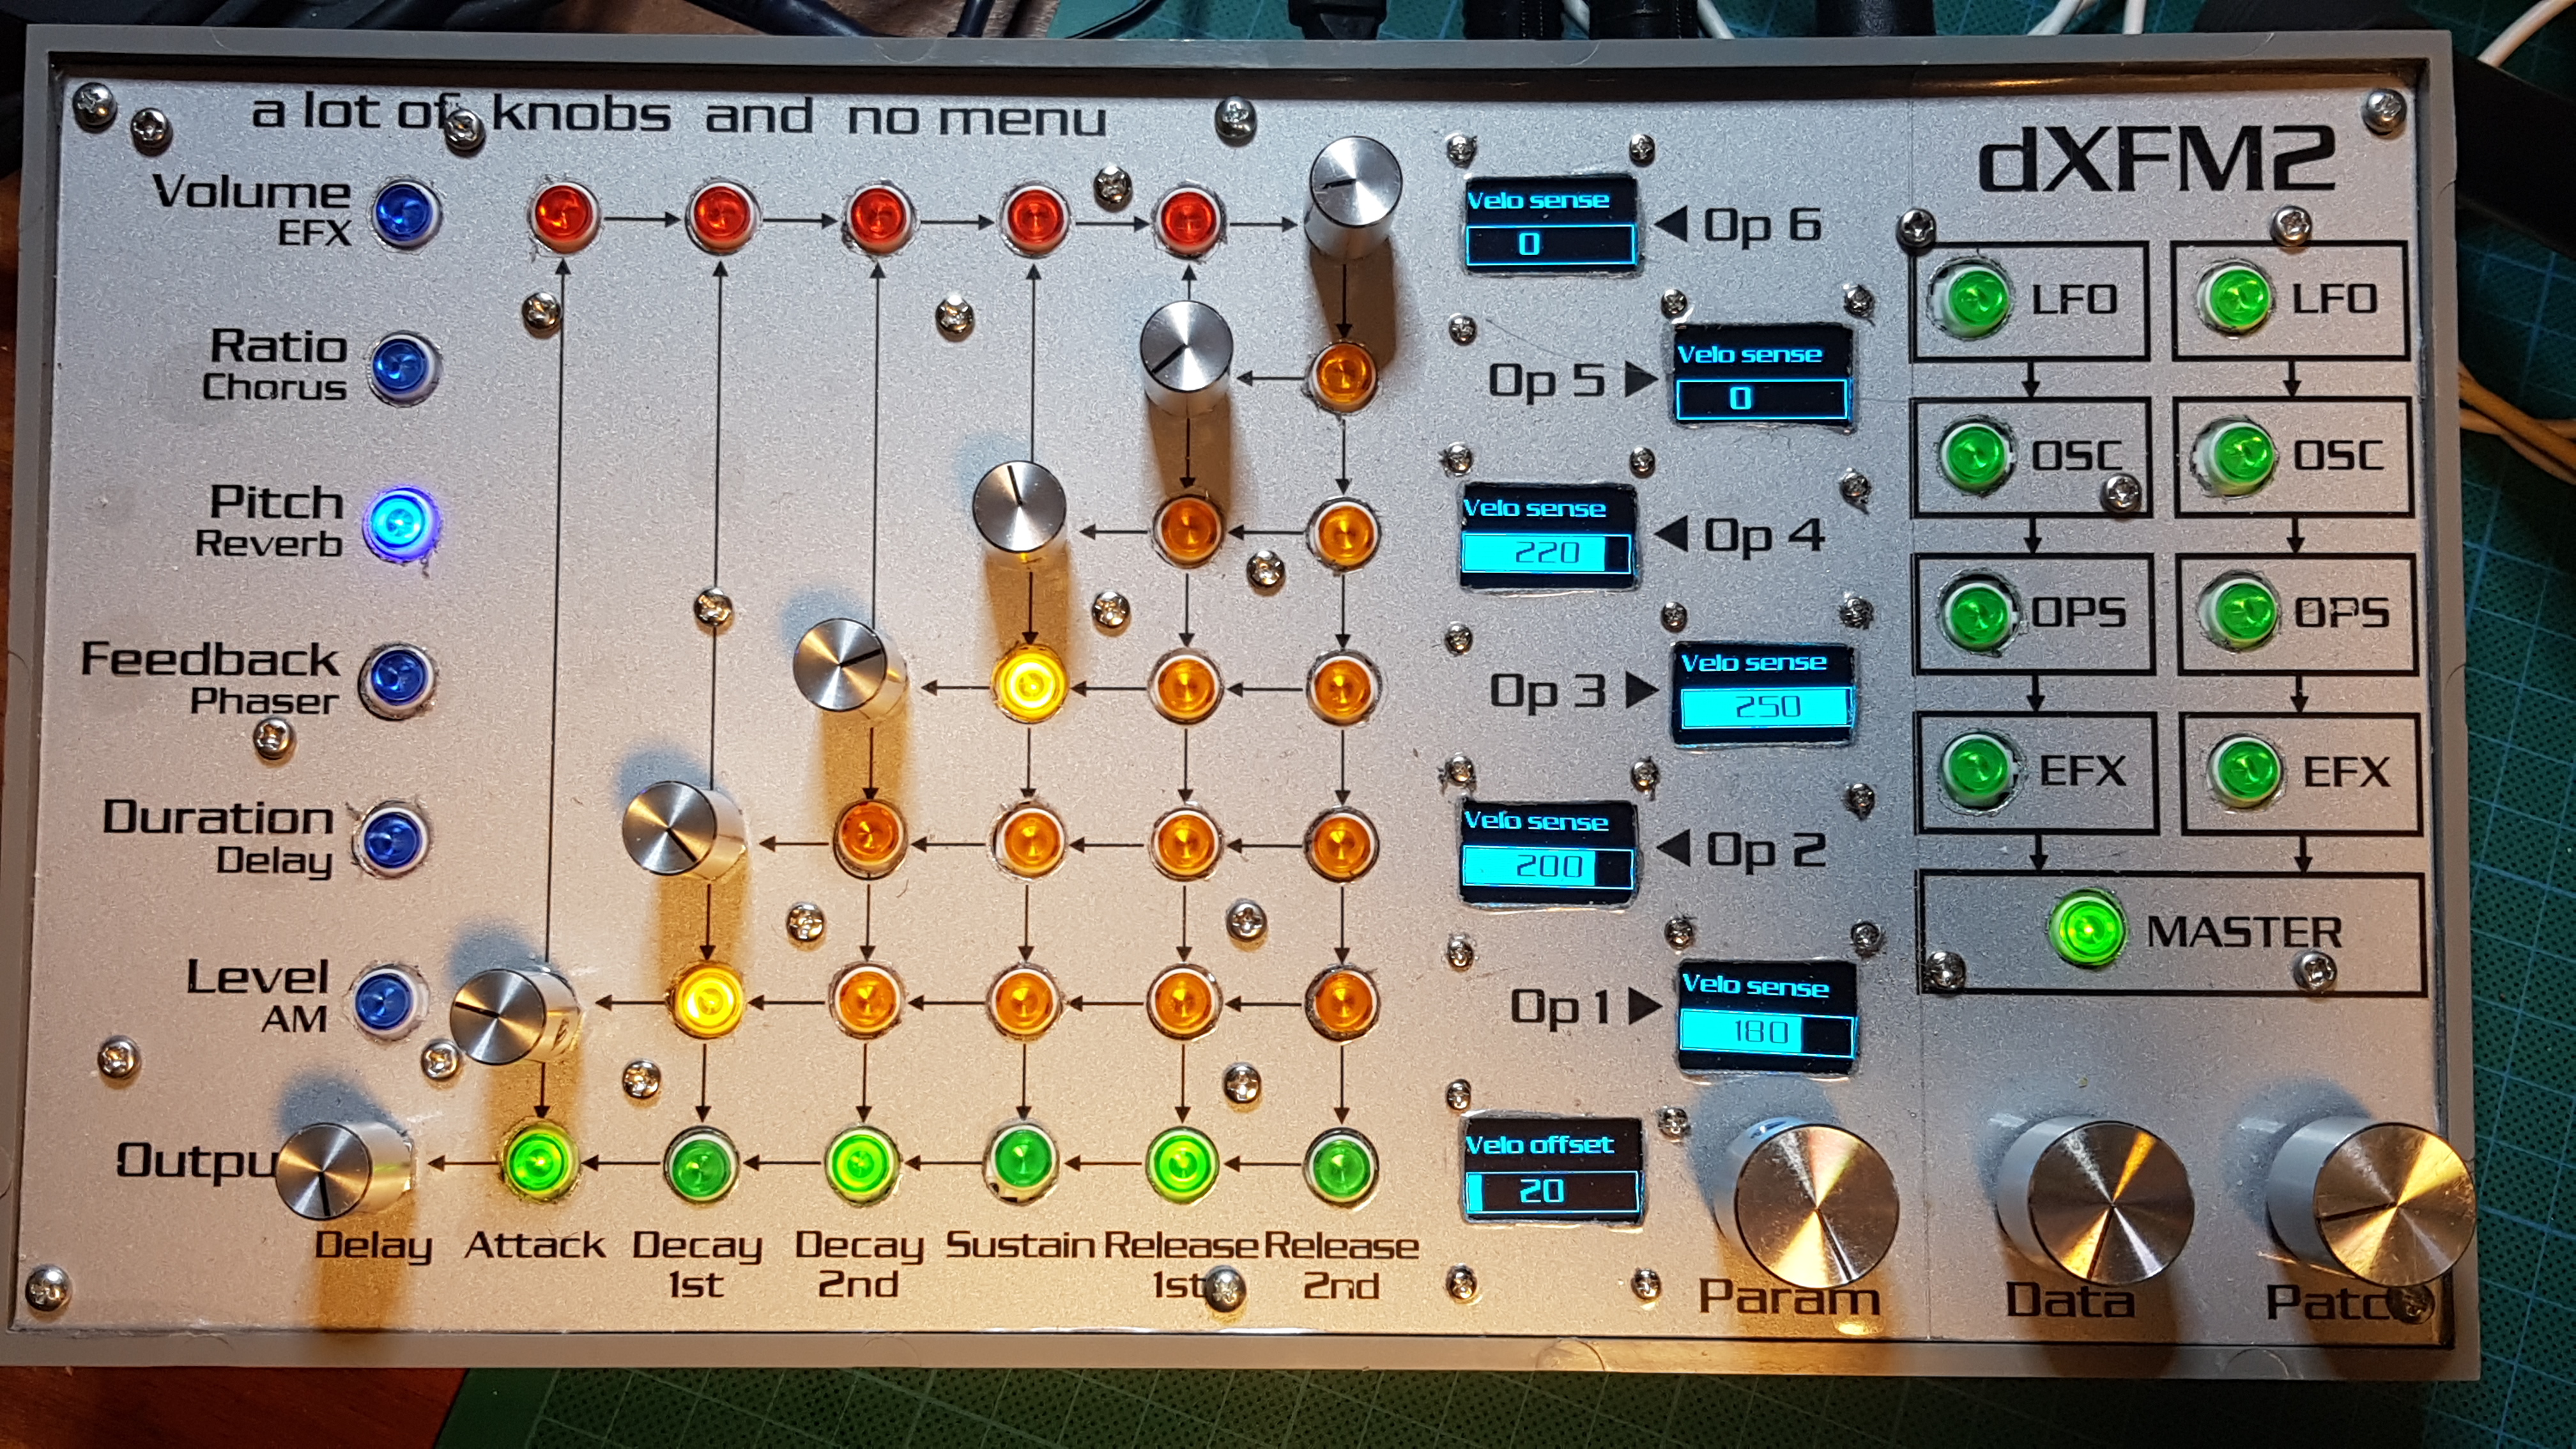 a lot of knobs and no menu
dXFM2
Volume
EFX
Velo sense
0
Op 6
LFO
LFO
Ratio
Chorus
Op 5
Velo sense
0
OSC
OSC
Pitch
Reverb
Velo sense
220
Op 4
OPS
OPS
Feedback
Phaser
Op 3
Velo sense
250
EFX
EFX
Duration
Delay
Velo sense
200
Op 2
MASTER
Level
AM
Op 1
Velo sense
180
Outpu
Velo offset
20
Delay Attack Decay Decay Sustain Release Release
1st 2nd 1st 2nd
Param Data Patc